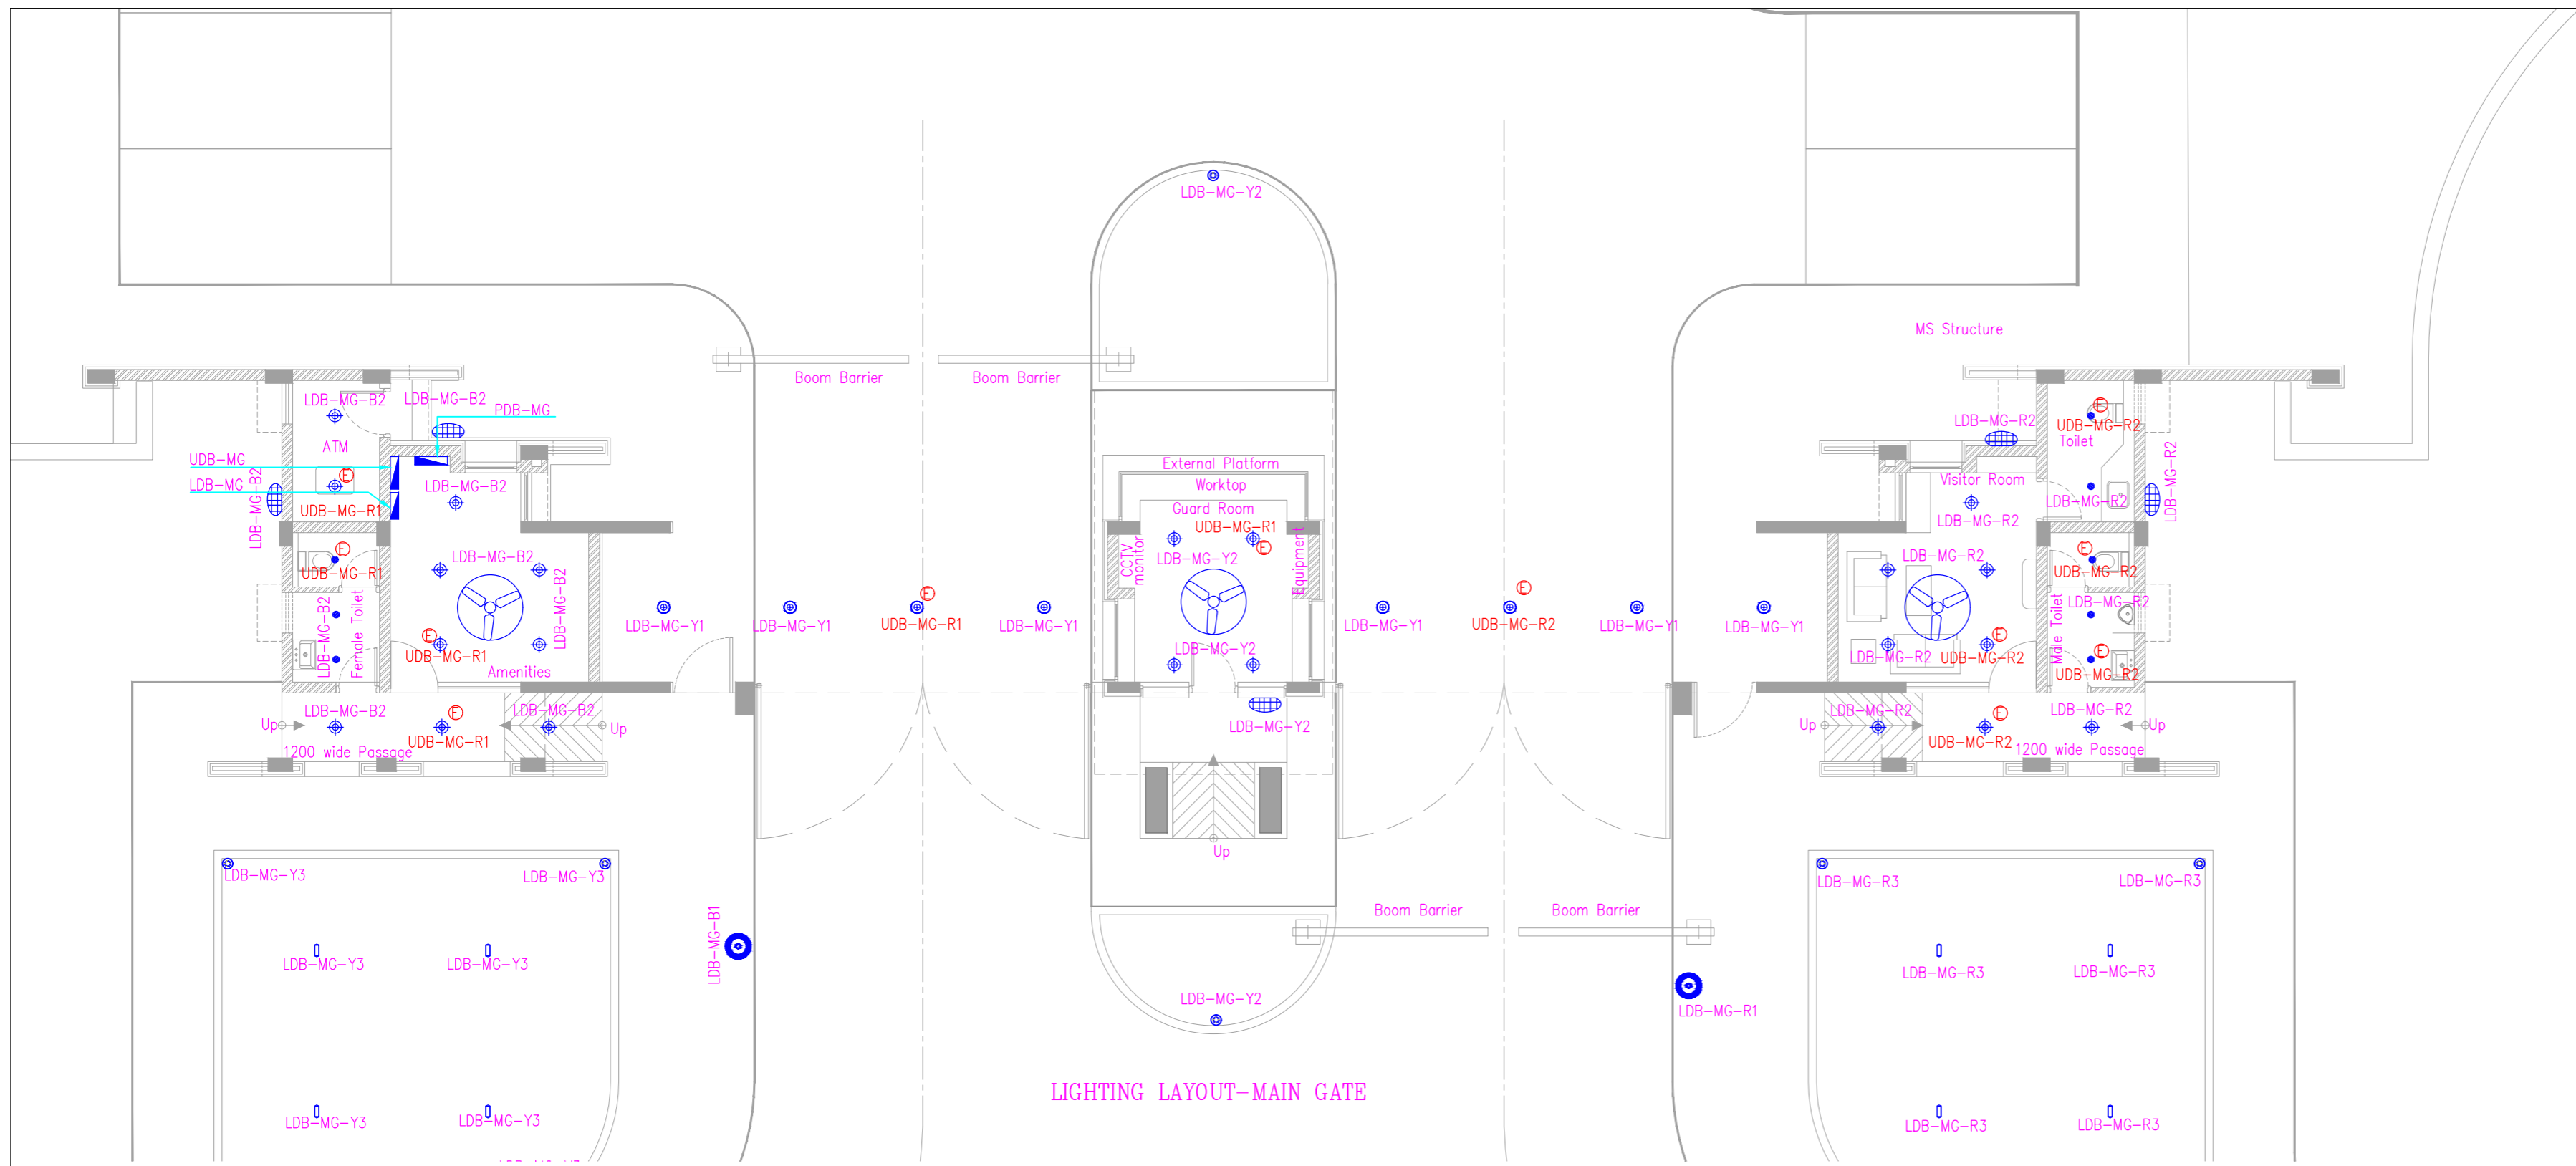 LDB-MG-Y2
MS Structure
Boom Barrier
Boom Barrier
LDB-MG-B2
LDB-MG-B2
PDB-MG
ATM
UDB-MG
LDB-MG
LDB-MG-B2
LDB-MG-B2
UDB-MG-R1
External Platform
Worktop
Guard Room
UDB-MG-R1
CCTV
monitor
LDB-MG-Y2
Equipment
LDB-MG-R2
UDB-MG-R2
Toilet
LDB-MG-R2
Visitor Room
LDB-MG-R2
LDB-MG-R2
E
E
E
E
E
E
E
E
E
E
E
E
E
E
UDB-MG-R1
LDB-MG-B2
LDB-MG-B2
LDB-MG-B2
Female Toilet
UDB-MG-R1
Amenities
LDB-MG-Y1
LDB-MG-Y1
UDB-MG-R1
LDB-MG-Y1
LDB-MG-Y2
LDB-MG-Y1
UDB-MG-R2
LDB-MG-Y1
LDB-MG-Y1
LDB-MG-R2
UDB-MG-R2
LDB-MG-R2
Male Toilet
LDB-MG-R2
UDB-MG-R2
UDB-MG-R2
LDB-MG-B2
LDB-MG-B2
Up
UDB-MG-R1
Up
1200 wide Passage
LDB-MG-Y2
LDB-MG-R2
LDB-MG-R2
Up
UDB-MG-R2
Up
1200 wide Passage
Up
LDB-MG-Y3
LDB-MG-Y3
LDB-MG-R3
LDB-MG-R3
Boom Barrier
Boom Barrier
LDB-MG-B1
LDB-MG-Y3
LDB-MG-Y3
LDB-MG-R3
LDB-MG-R3
LDB-MG-Y2
LDB-MG-R1
LIGHTING LAYOUT-MAIN GATE
LDB-MG-Y3
LDB-MG-Y3
LDB-MG-R3
LDB-MG-R3